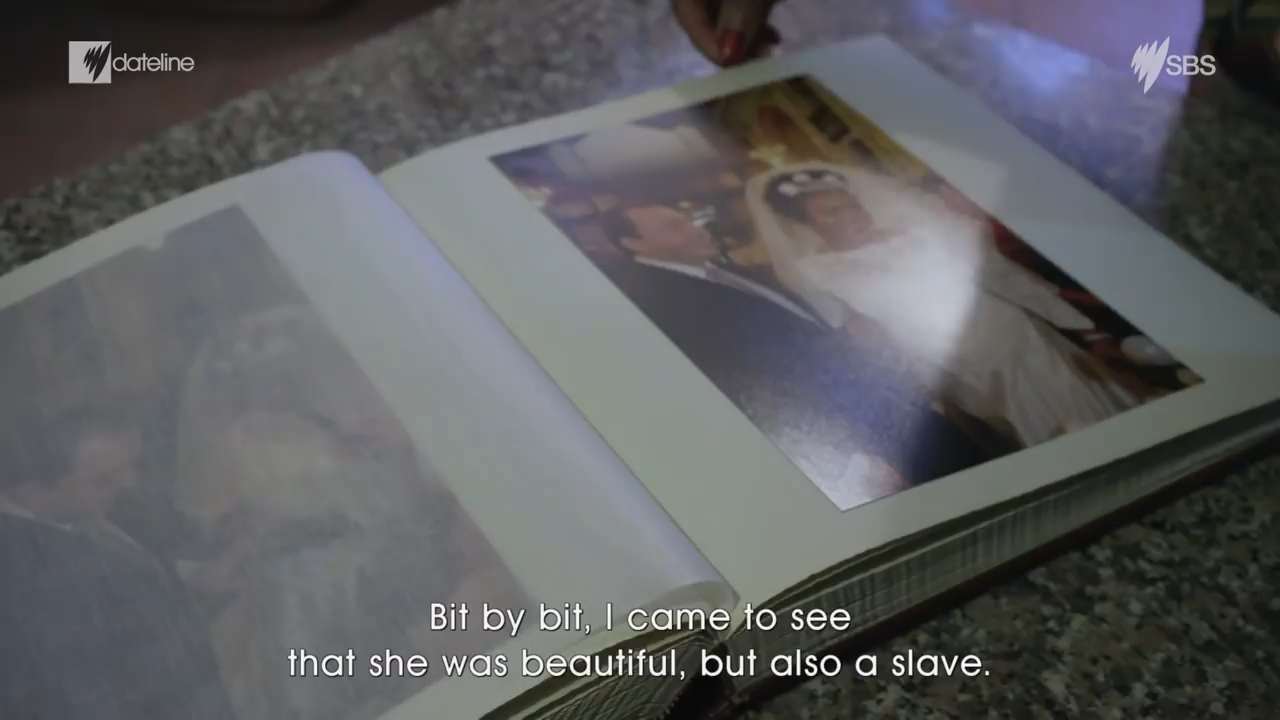 dateline
SBS
Bit by bit, I came to see
that she was beautiful, but also a slave.